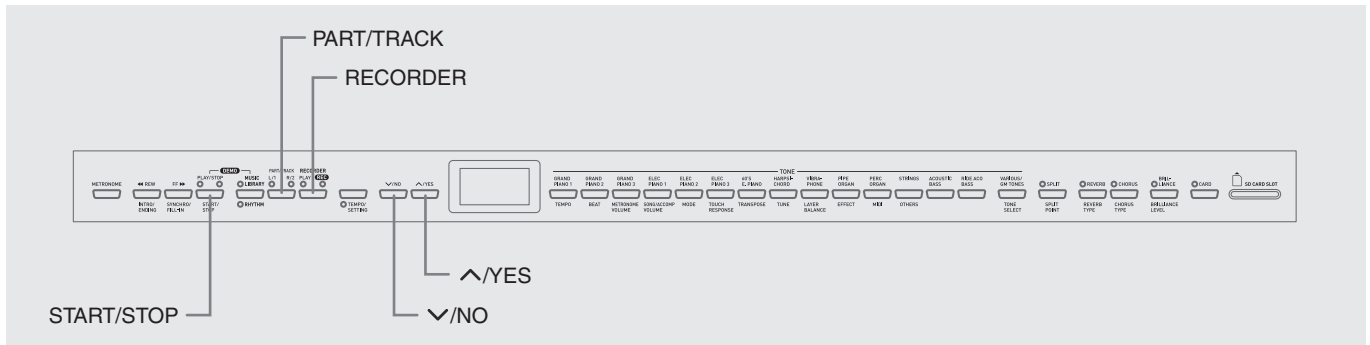 PART/TRACK
RECORDER
DEMO
TONE
PLAY/STOP
MUSIC LIBRARY
PART/TRACK
L/1 R/2
RECORDER
PLAY REC
METRONOME
◀◀ REW
FF ▶▶
∨/NO
∧/YES
GRAND PIANO 1
GRAND PIANO 2
GRAND PIANO 3
ELEC PIANO 1
ELEC PIANO 2
ELEC PIANO 3
60'S E. PIANO
HARPSI-CHORD
VIBRA-PHONE
PIPE ORGAN
PERC ORGAN
STRINGS
ACOUSTIC BASS
RIDE ACO BASS
VARIOUS/ GM TONES
SPLIT
REVERB
CHORUS
BRIL-LIANCE
CARD
SD CARD SLOT
INTRO/ ENDING
SYNCHRO/ FILL-IN
START/ STOP
RHYTHM
TEMPO/ SETTING
TEMPO
BEAT
METRONOME VOLUME
SONG/ACCOMP VOLUME
MODE
TOUCH RESPONSE
TRANSPOSE
TUNE
LAYER BALANCE
EFFECT
MIDI
OTHERS
TONE SELECT
SPLIT POINT
REVERB TYPE
CHORUS TYPE
BRILLIANCE LEVEL
∧/YES
START/STOP
∨/NO